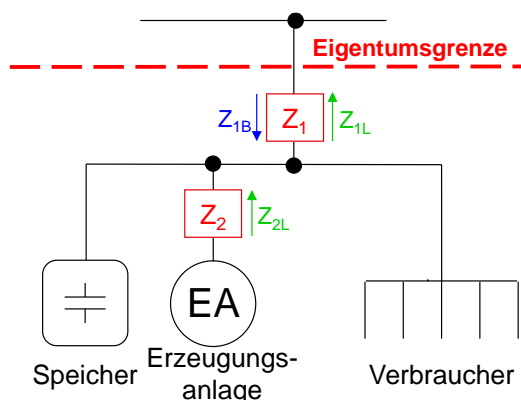 Eigentumsgrenze
Z1B
Z1
Z1L
Z2
Z2L
EA
Speicher
Erzeugungs-
anlage
Verbraucher